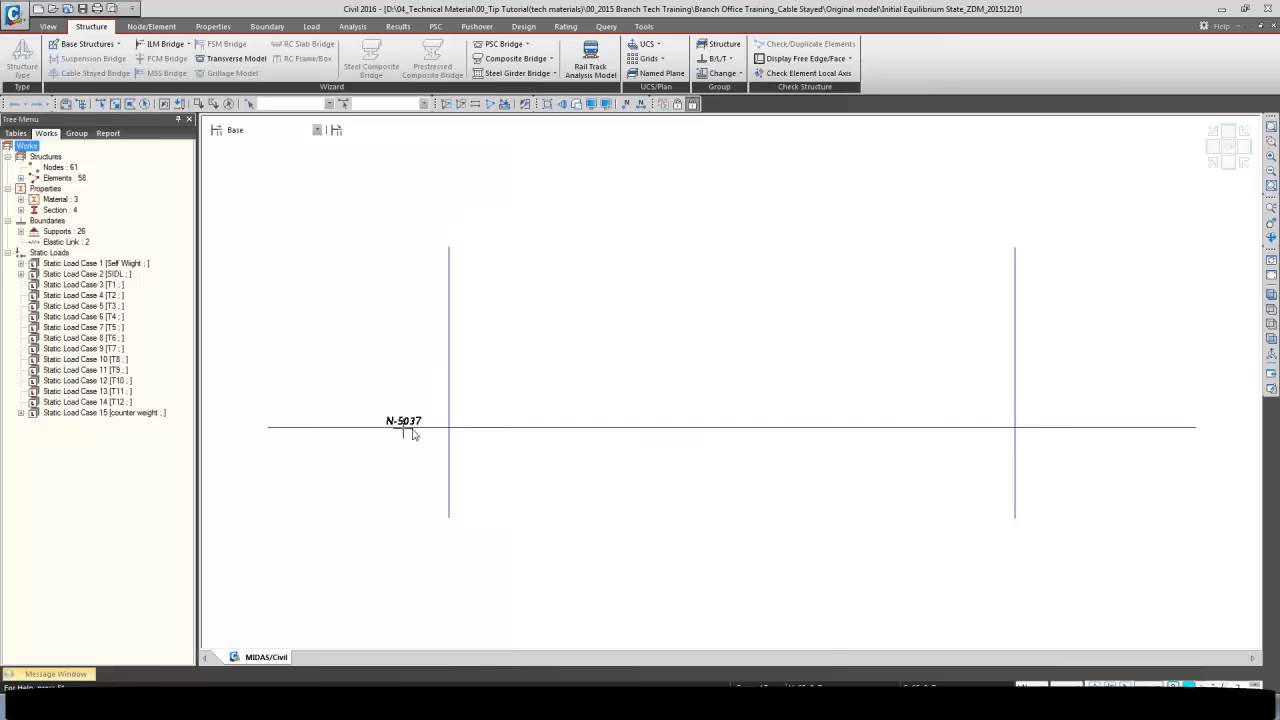 Civil 2016 - [D:\04_Technical Material\00_Tip Tutorial(tech materials)\00_2015 Branch Tech Training\Branch Office Training_Cable Stayed\Original model\Initial Equilibrium State_ZDM_20151210]
View Structure Node/Element Properties Boundary Load Analysis Results PSC Pushover Design Rating Query Tools Help
Structure Type
Base Structures
Suspension Bridge
Cable Stayed Bridge
ILM Bridge
FCM Bridge
MSS Bridge
FSM Bridge
Transverse Model
Grillage Model
RC Slab Bridge
RC Frame/Box
Steel Composite Bridge
Prestressed Composite Bridge
PSC Bridge
Composite Bridge
Steel Girder Bridge
Rail Track Analysis Model
UCS
Grids
Named Plane
Structure
B/L/T
Change
Check/Duplicate Elements
Display Free Edge/Face
Check Element Local Axis
Type Wizard UCS/Plan Group Check Structure
Tree Menu
Tables Works Group Report
Works
Structures
Nodes : 61
Elements : 58
Properties
Material : 3
Section : 4
Boundaries
Supports : 26
Elastic Link : 2
Static Loads
Static Load Case 1 [Self Wight ; ]
Static Load Case 2 [SIDL ; ]
Static Load Case 3 [T1 ; ]
Static Load Case 4 [T2 ; ]
Static Load Case 5 [T3 ; ]
Static Load Case 6 [T4 ; ]
Static Load Case 7 [T5 ; ]
Static Load Case 8 [T6 ; ]
Static Load Case 9 [T7 ; ]
Static Load Case 10 [T8 ; ]
Static Load Case 11 [T9 ; ]
Static Load Case 12 [T10 ; ]
Static Load Case 13 [T11 ; ]
Static Load Case 14 [T12 ; ]
Static Load Case 15 [counter weight ; ]
Base
N-5037
MIDAS/Civil
Message Window